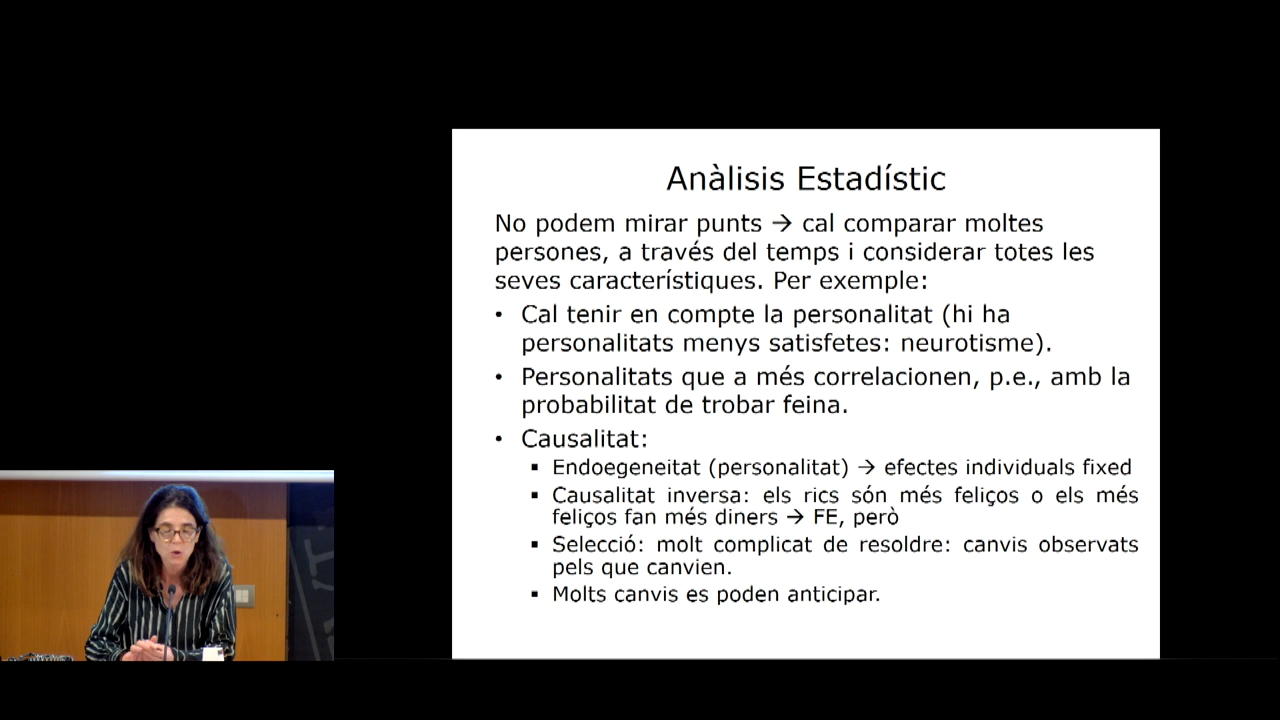 Anàlisis Estadístic
No podem mirar punts → cal comparar moltes
persones, a través del temps i considerar totes les
seves característiques. Per exemple:
• Cal tenir en compte la personalitat (hi ha
personalitats menys satisfetes: neurotisme).
• Personalitats que a més correlacionen, p.e., amb la
probabilitat de trobar feina.
• Causalitat:
▪ Endoegeneitat (personalitat) → efectes individuals fixed
▪ Causalitat inversa: els rics són més feliços o els més
feliços fan més diners → FE, però
▪ Selecció: molt complicat de resoldre: canvis observats
pels que canvien.
▪ Molts canvis es poden anticipar.